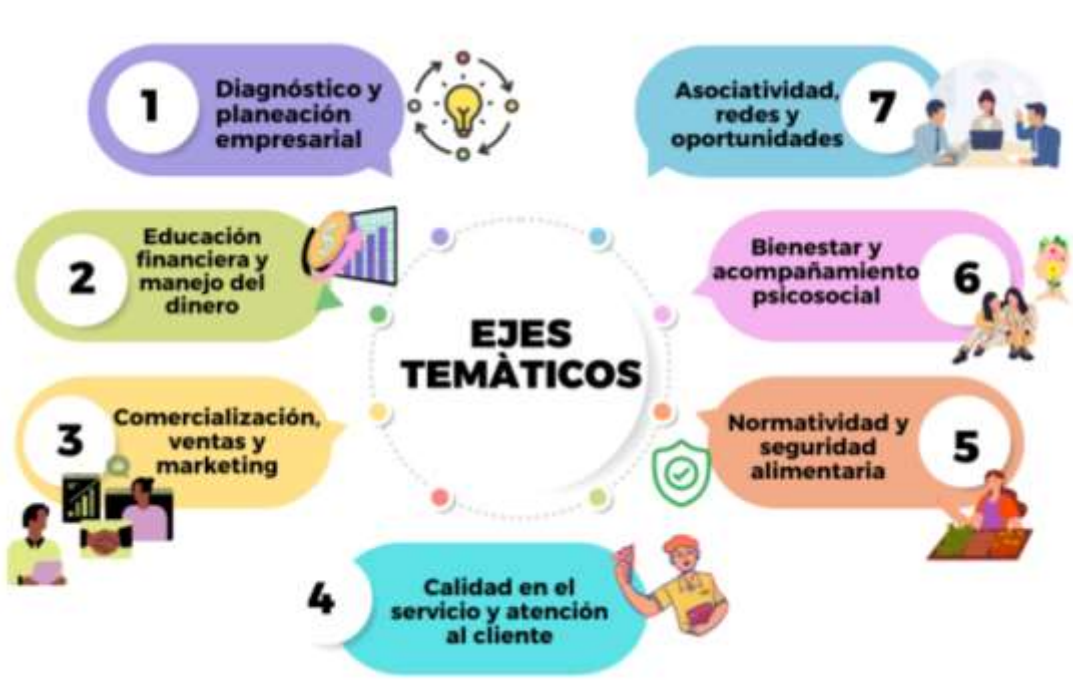 1
Diagnóstico y
planeación
empresarial
2
Educación
financiera y
manejo del
dinero
3
Comercialización,
ventas y
marketing
4
Calidad en el
servicio y atención
al cliente
5
Normatividad y
seguridad
alimentaria
6
Bienestar y
acompañamiento
psicosocial
7
Asociatividad,
redes y
oportunidades
EJES
TEMÀTICOS